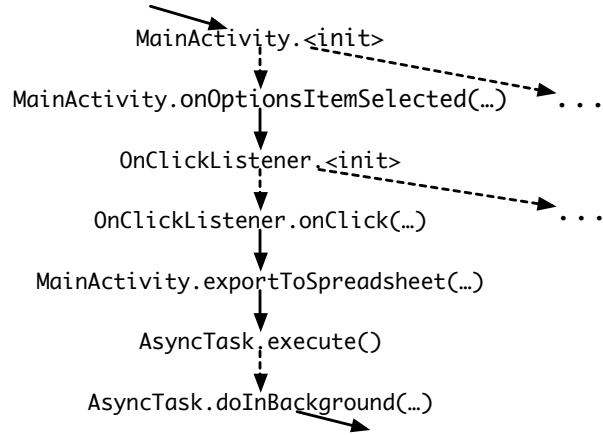 MainActivity.<init>
MainActivity.onOptionsItemSelected(…) ...
OnClickListener.<init>
OnClickListener.onClick(…) ...
MainActivity.exportToSpreadsheet(…)
AsyncTask.execute()
AsyncTask.doInBackground(…)